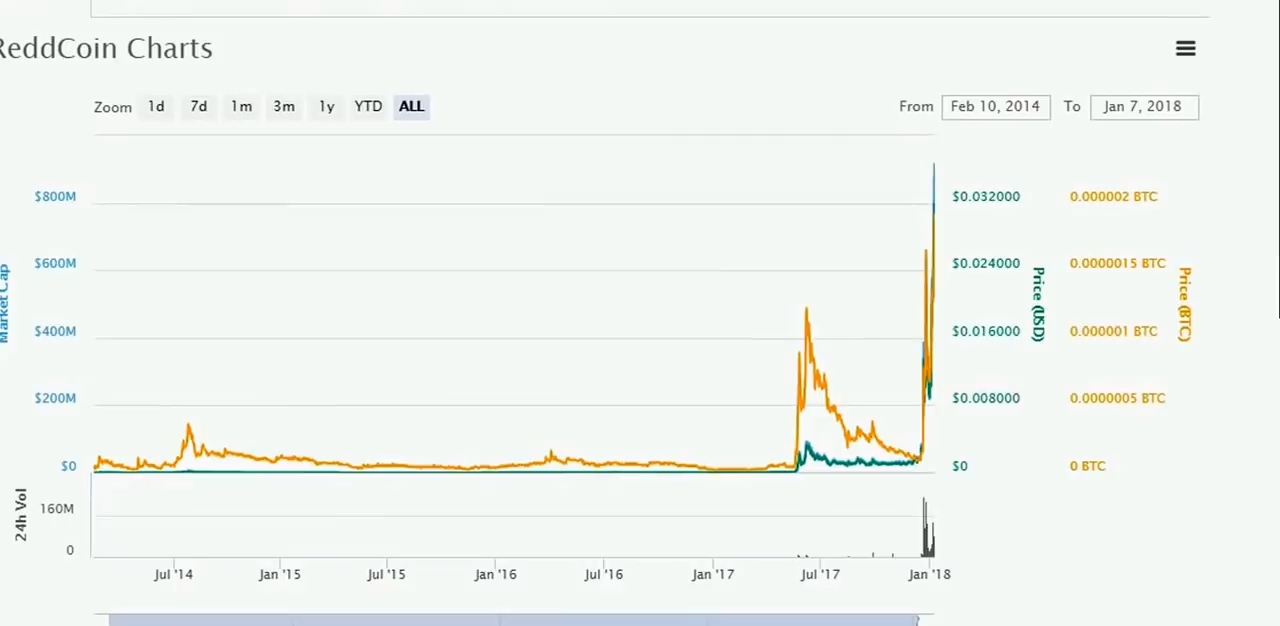 ReddCoin Charts
Zoom 1d 7d 1m 3m 1y YTD ALL
From Feb 10, 2014 To Jan 7, 2018
$800M $0.032000 0.000002 BTC
$600M $0.024000 0.0000015 BTC
$400M $0.016000 0.000001 BTC
$200M $0.008000 0.0000005 BTC
$0 $0 0 BTC
Market Cap
Price (USD)
Price (BTC)
24h Vol
160M
0
Jul '14 Jan '15 Jul '15 Jan '16 Jul '16 Jan '17 Jul '17 Jan '18